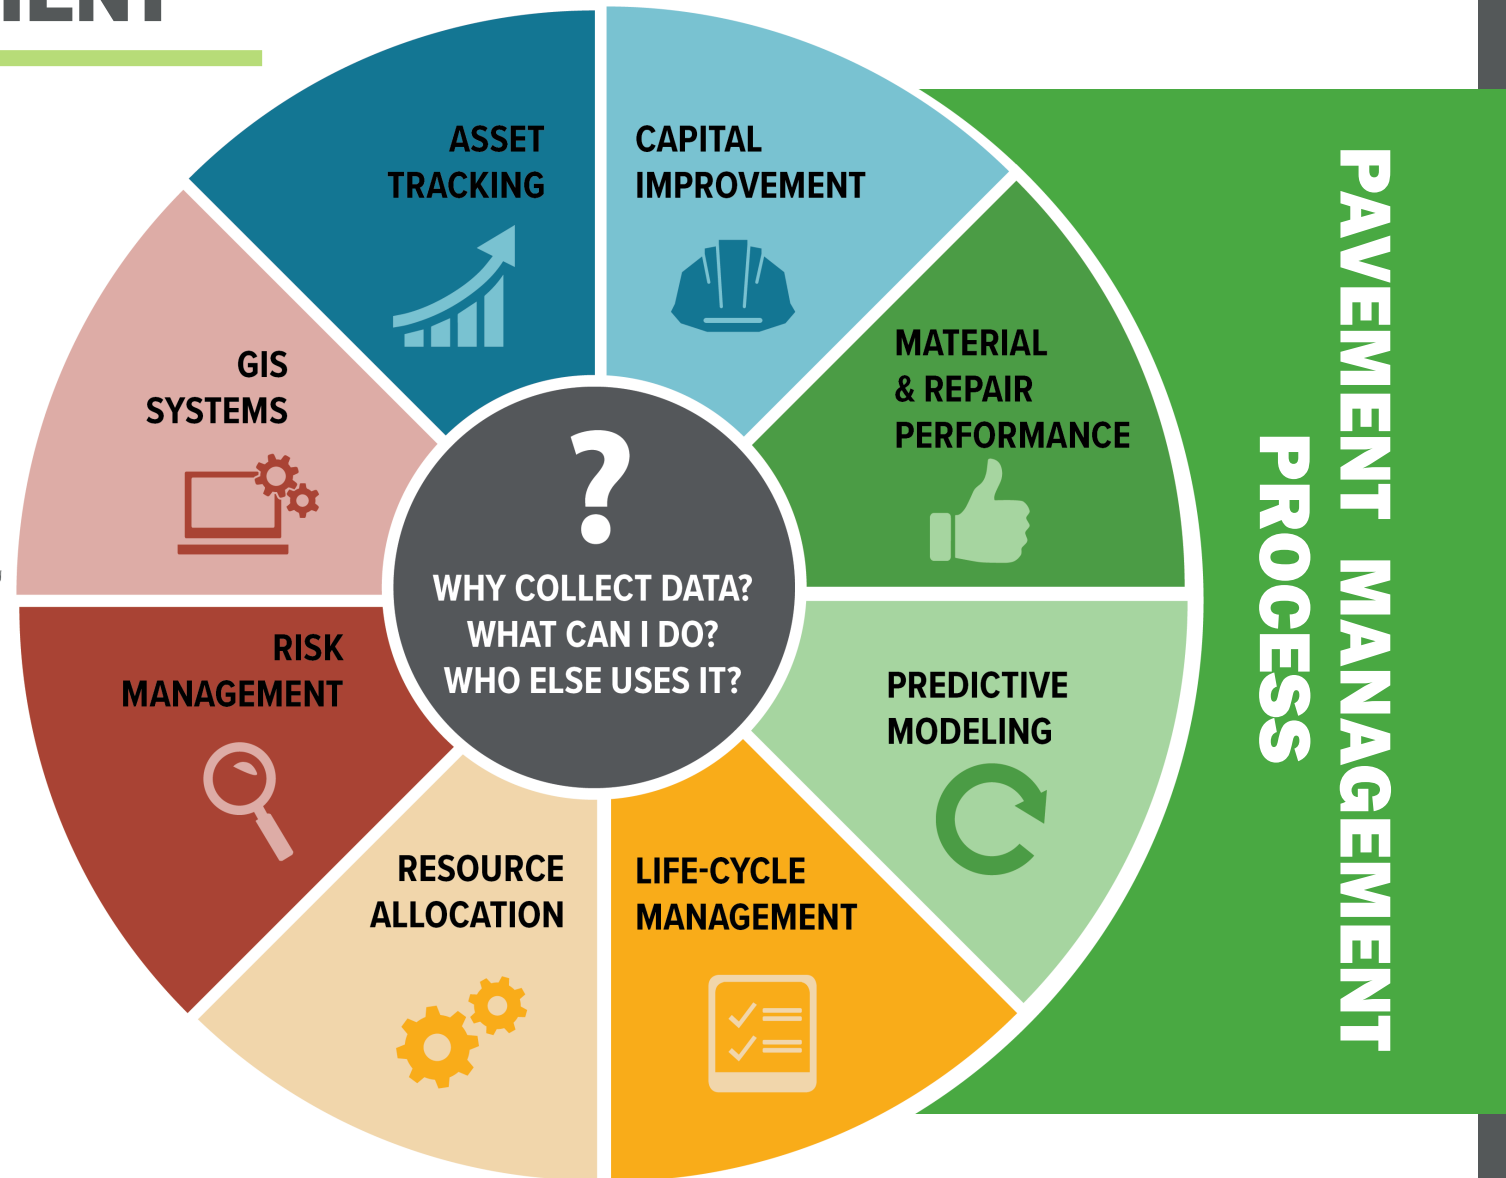 ASSET
TRACKING
CAPITAL
IMPROVEMENT
MATERIAL
& REPAIR
PERFORMANCE
PREDICTIVE
MODELING
LIFE-CYCLE
MANAGEMENT
RESOURCE
ALLOCATION
RISK
MANAGEMENT
GIS
SYSTEMS
?
WHY COLLECT DATA?
WHAT CAN I DO?
WHO ELSE USES IT?
PAVEMENT MANAGEMENT
PROCESS